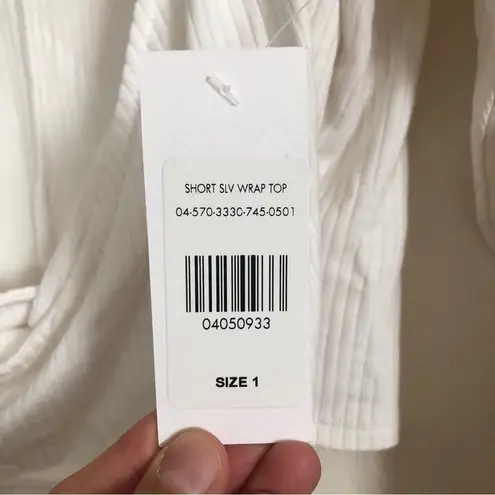 SHORT SLV WRAP TOP
04-570-3330-745-0501
04050933
SIZE 1